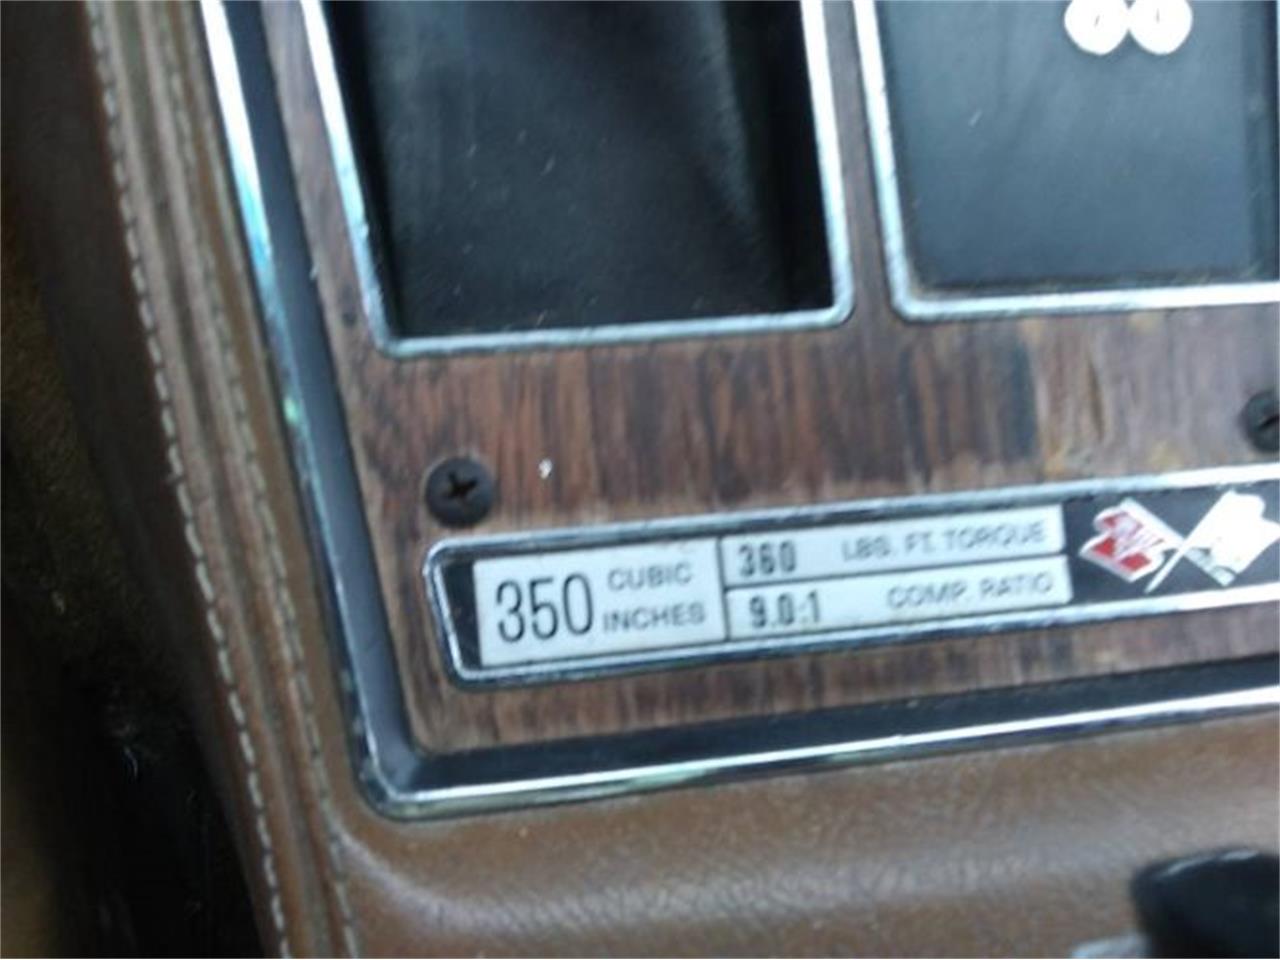 350 CUBIC INCHES
360 LBS. FT. TORQUE
9.0:1 COMP. RATIO